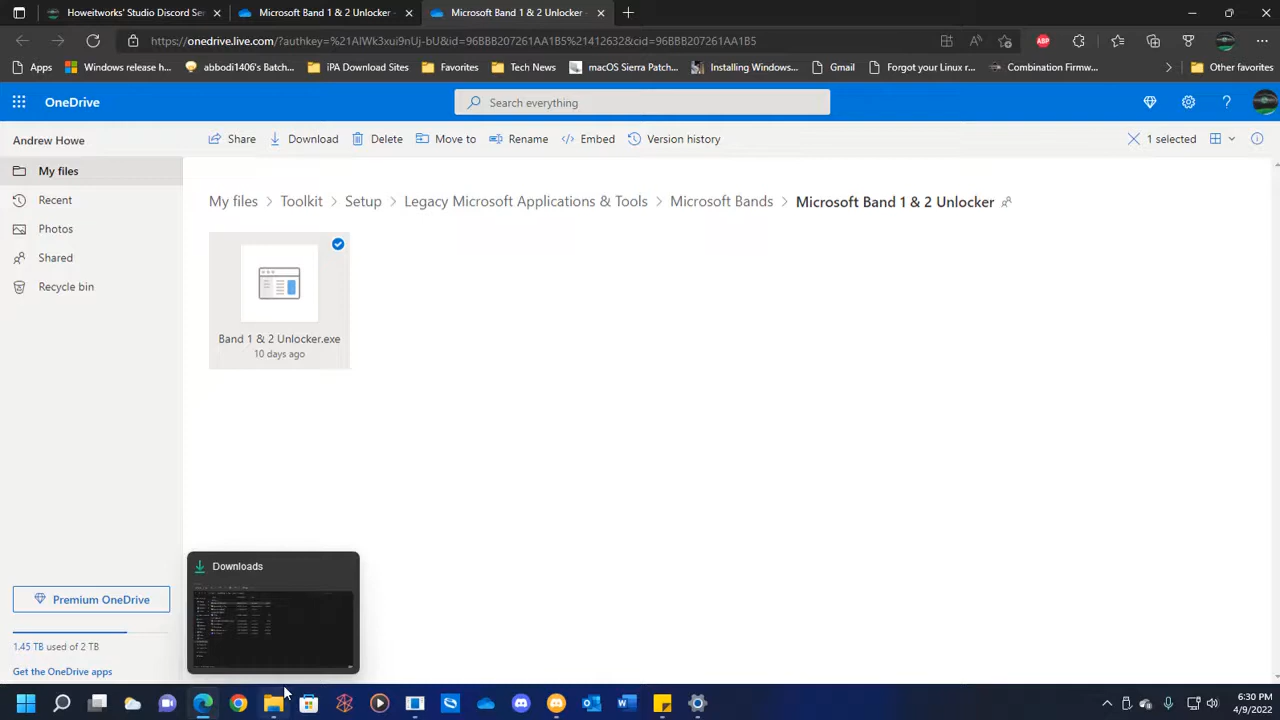 Howeitworks' Studio Discord Ser
Microsoft Band 1 & 2 Unlocker -
Microsoft Band 1 & 2 Unlocker -
https://onedrive.live.com/?authkey=%21AIWk3xui9nUj-bU&id=96BBB207261AA1B5%21412632&cid=96BBB207261AA1B5
Apps
Windows release h...
abbodi1406's Batch...
IPA Download Sites
Favorites
Tech News
macOS Sierra Patch...
Installing Windows...
Gmail
Forgot your Linux r...
Combination Firmw...
Other favorites
OneDrive
Search everything
Andrew Howe
Share
Download
Delete
Move to
Rename
Embed
Version history
1 selected
My files
Recent
Photos
Shared
Recycle bin
My files > Toolkit > Setup > Legacy Microsoft Applications & Tools > Microsoft Bands > Microsoft Band 1 & 2 Unlocker
Band 1 & 2 Unlocker.exe
10 days ago
Downloads
Premium OneDrive
1.45 TB used of 2 TB
Get the OneDrive apps
6:30 PM
4/9/2022